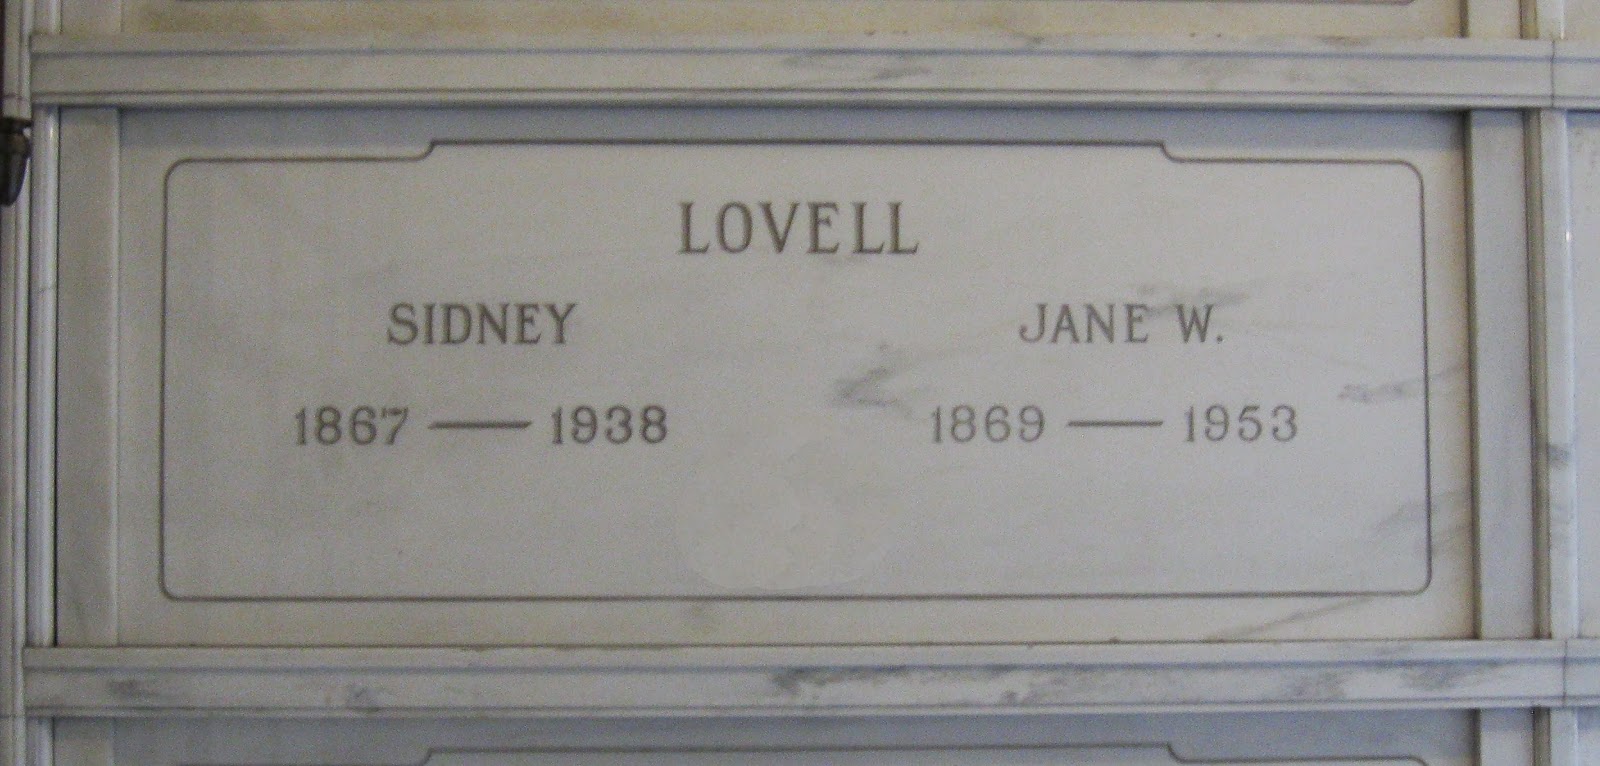 LOVELL
SIDNEY JANE W.
1867 — 1938 1869 — 1953